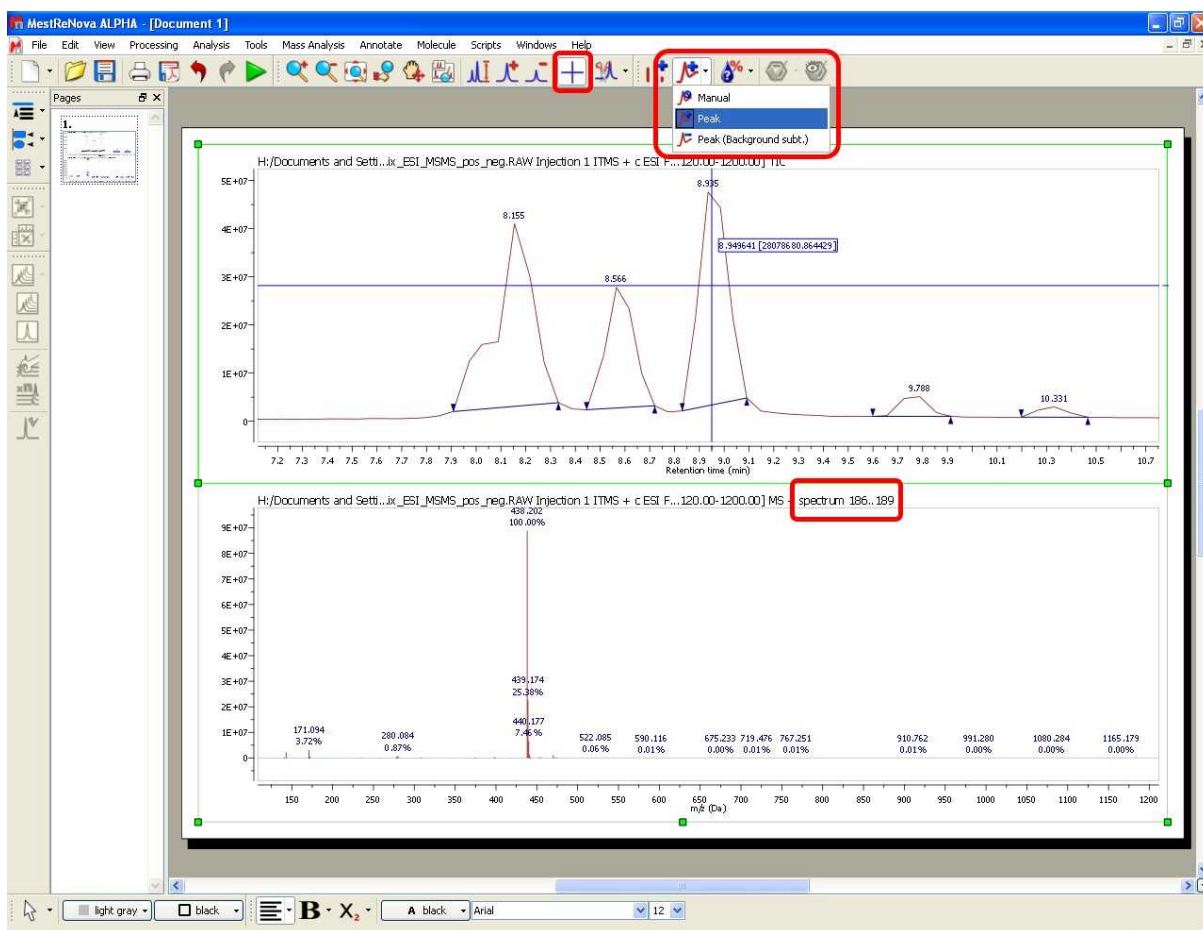 MestReNova ALPHA - [Document 1]
File Edit View Processing Analysis Tools Mass Analysis Annotate Molecule Scripts Windows Help
Manual
Peak
Peak (Background subt.)
Pages
1.
H:/Documents and Setti...ix_ESI_MSMS_pos_neg.RAW Injection 1 ITMS + c ESI F...120.00-1200.00] TIC
5E+07
4E+07
3E+07
2E+07
1E+07
0
8.155
8.566
8.935
8.949641 [28078680.864429]
9.788
10.331
7.2 7.3 7.4 7.5 7.6 7.7 7.8 7.9 8.0 8.1 8.2 8.3 8.4 8.5 8.6 8.7 8.8 8.9 9.0 9.1 9.2 9.3 9.4 9.5 9.6 9.7 9.8 9.9 10.1 10.3 10.5 10.7
Retention time (min)
H:/Documents and Setti...ix_ESI_MSMS_pos_neg.RAW Injection 1 ITMS + c ESI F...120.00-1200.00] MS - spectrum 186..189
9E+07
8E+07
7E+07
6E+07
5E+07
4E+07
3E+07
2E+07
1E+07
0
438.202
100.00%
439.174
25.38%
440.177
7.46%
171.094
3.72%
280.084
0.87%
522.085
0.06%
590.116
0.01%
675.233 719.476 767.251
0.00% 0.01% 0.01%
910.762
0.01%
991.280
0.00%
1080.284
0.00%
1165.179
0.00%
150 200 250 300 350 400 450 500 550 600 650 700 750 800 850 900 950 1000 1050 1100 1150 1200
m/z (Da)
light gray
black
B
X2
A black
Arial
12